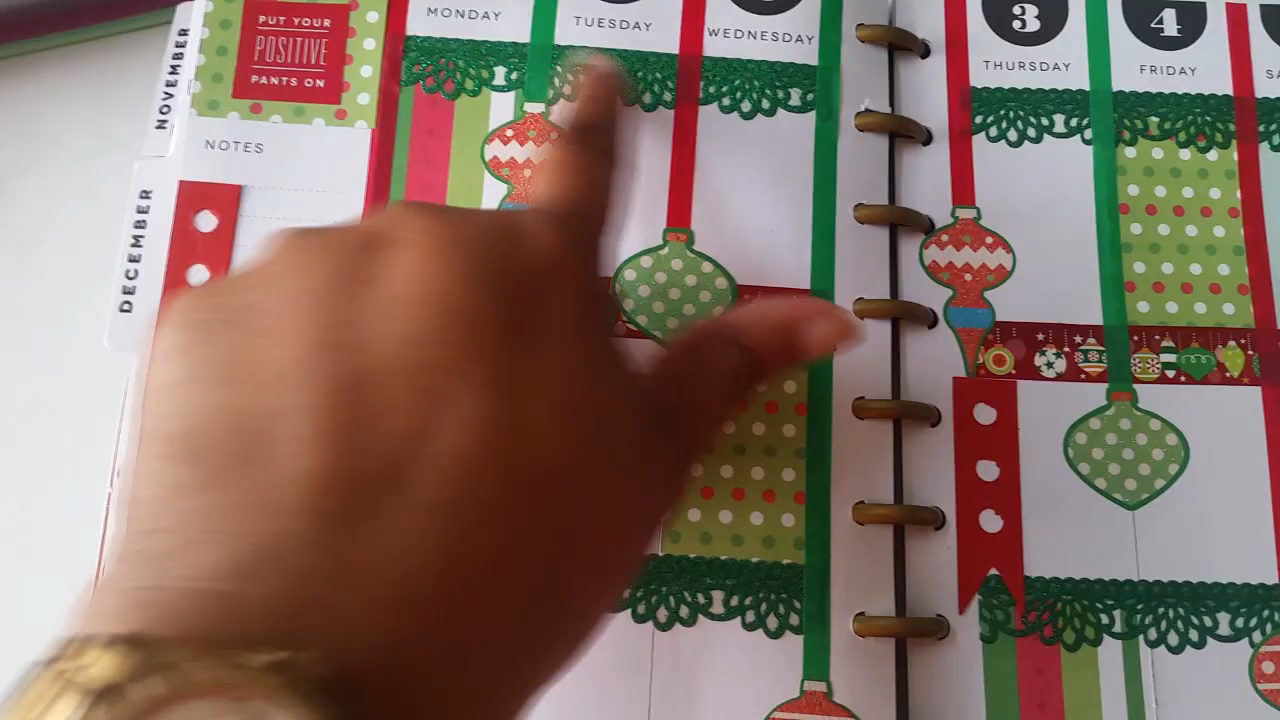 NOVEMBER
DECEMBER
PUT YOUR
POSITIVE
PANTS ON
NOTES
MONDAY
TUESDAY
WEDNESDAY
3
THURSDAY
4
FRIDAY